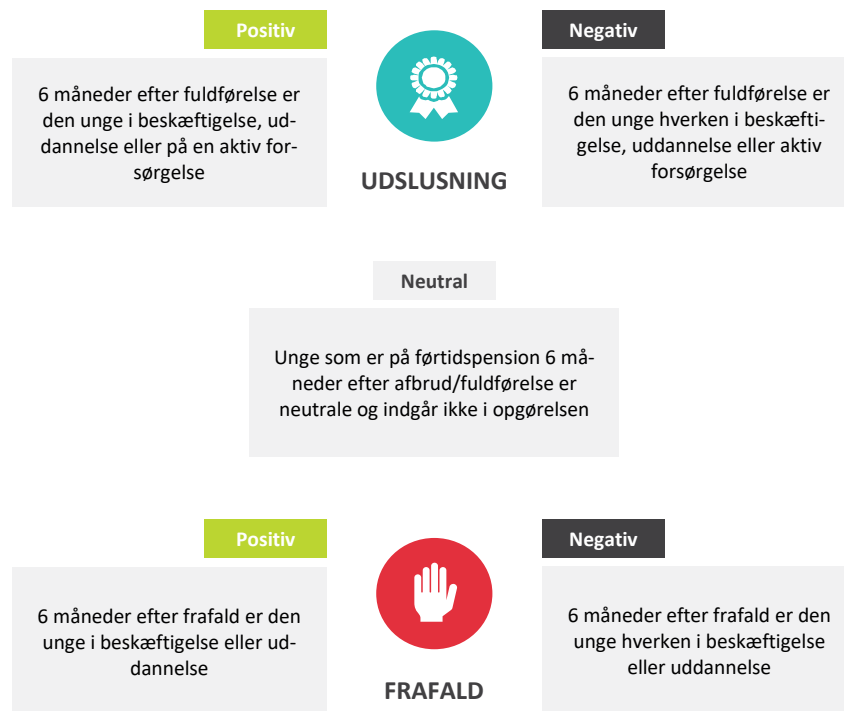 Positiv
6 måneder efter fuldførelse er
den unge i beskæftigelse, ud-
dannelse eller på en aktiv for-
sørgelse
UDSLUSNING
Negativ
6 måneder efter fuldførelse er
den unge hverken i beskæfti-
gelse, uddannelse eller aktiv
forsørgelse
Neutral
Unge som er på førtidspension 6 må-
neder efter afbrud/fuldførelse er
neutrale og indgår ikke i opgørelsen
Positiv
6 måneder efter frafald er den
unge i beskæftigelse eller ud-
dannelse
FRAFALD
Negativ
6 måneder efter frafald er den
unge hverken i beskæftigelse
eller uddannelse